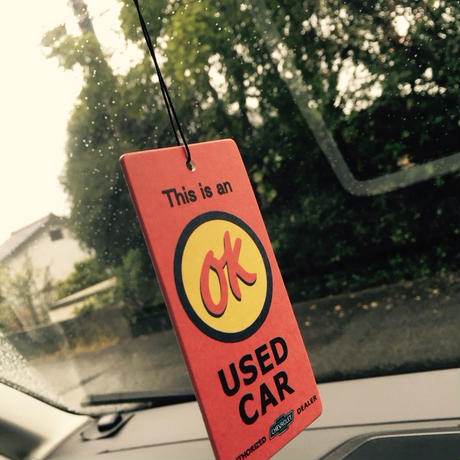 This is an
OK
USED
CAR
AUTHORIZED CHEVROLET DEALER